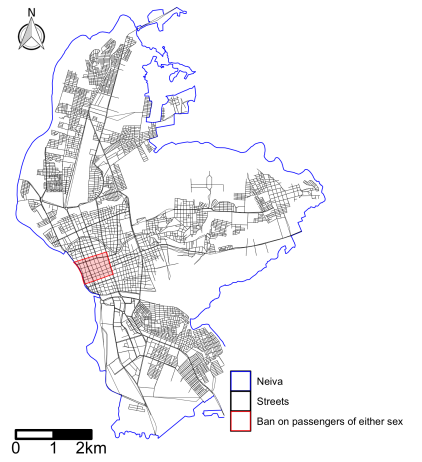 N
Neiva
Streets
Ban on passengers of either sex
0 1 2km